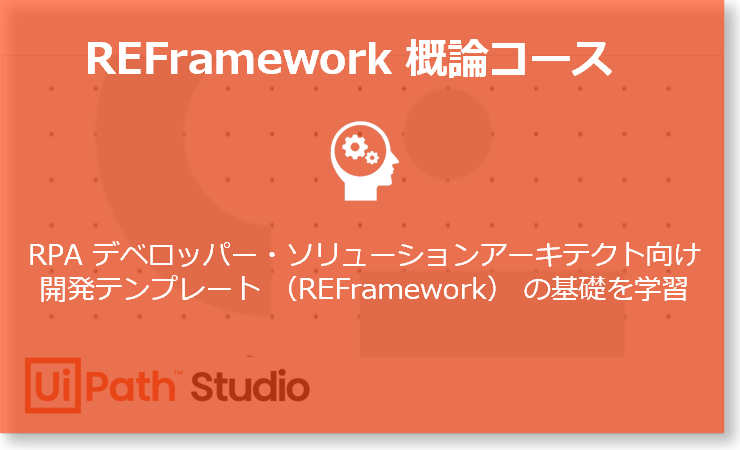 REFramework 概論コース
RPA デベロッパー・ソリューションアーキテクト向け
開発テンプレート （REFramework） の基礎を学習
UiPath™ Studio